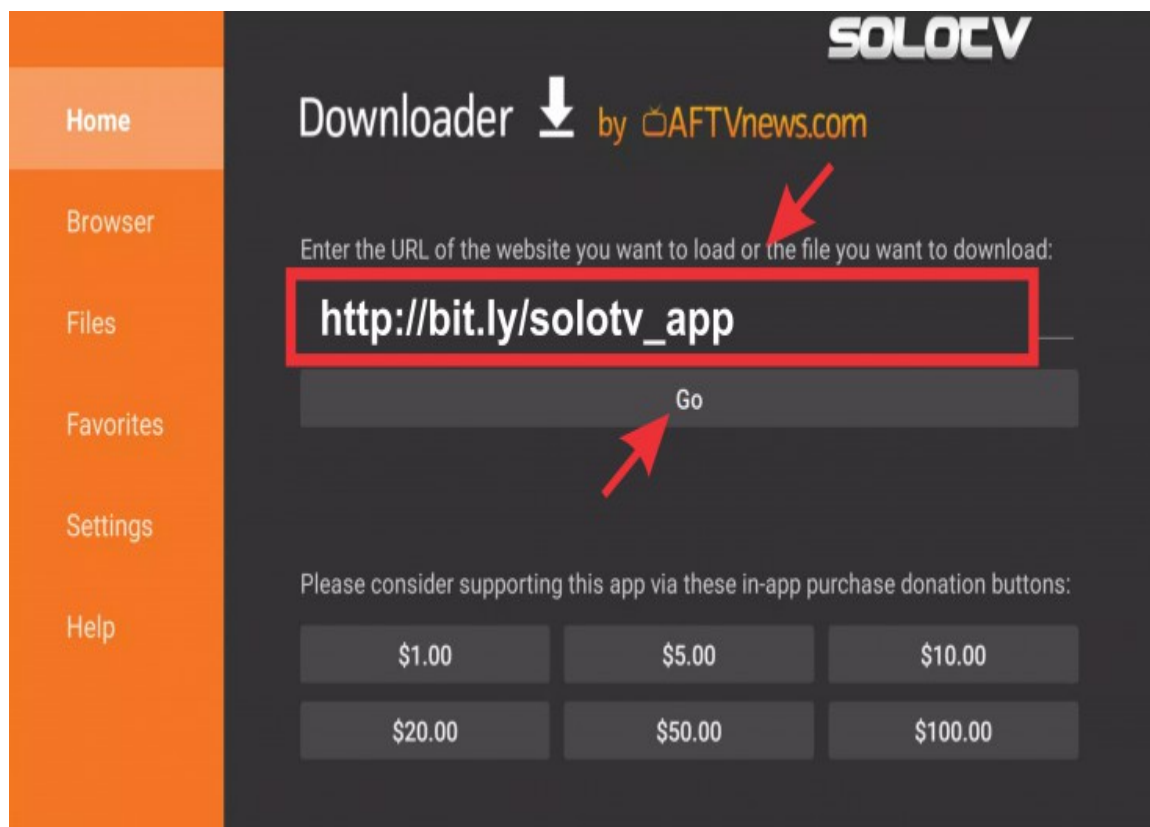 SOLOTV
Downloader by AFTVnews.com
Home
Browser
Files
Favorites
Settings
Help
Enter the URL of the website you want to load or the file you want to download:
http://bit.ly/solotv_app
Go
Please consider supporting this app via these in-app purchase donation buttons:
$1.00 $5.00 $10.00
$20.00 $50.00 $100.00